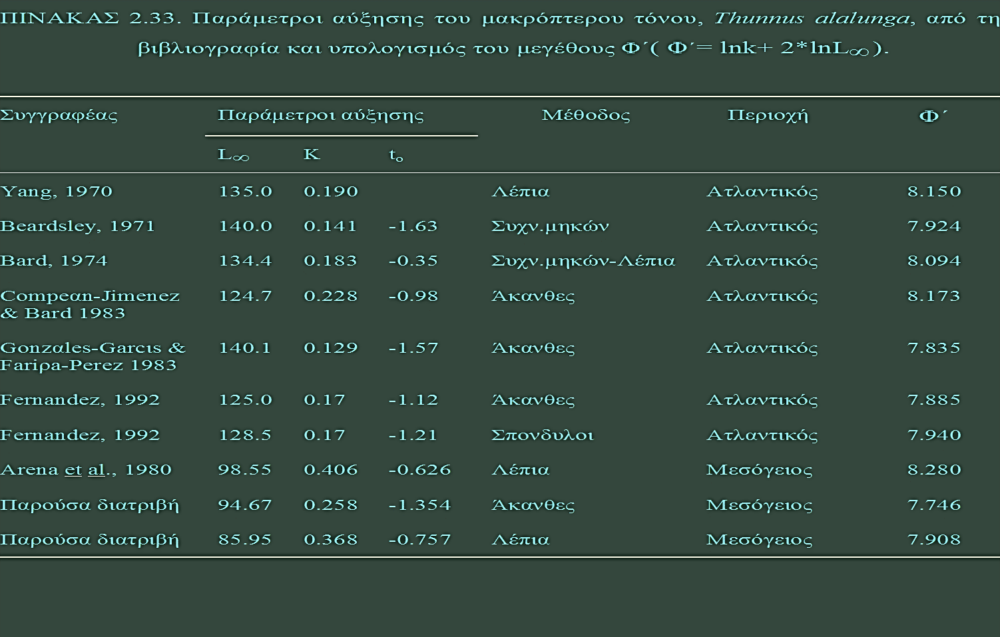 ΠΙΝΑΚΑΣ 2.33. Παράμετροι αύξησης του μακρόπτερου τόνου, Thunnus alalunga, από τη
βιβλιογραφία και υπολογισμός του μεγέθους Φ΄( Φ΄= lnk+ 2*lnL∞).
Συγγραφέας Παράμετροι αύξησης Μέθοδος Περιοχή Φ΄
L∞ K to
Yang, 1970 135.0 0.190 Λέπια Ατλαντικός 8.150
Beardsley, 1971 140.0 0.141 -1.63 Συχν.μηκών Ατλαντικός 7.924
Bard, 1974 134.4 0.183 -0.35 Συχν.μηκών-Λέπια Ατλαντικός 8.094
Compeαn-Jimenez 124.7 0.228 -0.98 Άκανθες Ατλαντικός 8.173
& Bard 1983
Gonzαles-Garcιs & 140.1 0.129 -1.57 Άκανθες Ατλαντικός 7.835
Faripa-Perez 1983
Fernandez, 1992 125.0 0.17 -1.12 Άκανθες Ατλαντικός 7.885
Fernandez, 1992 128.5 0.17 -1.21 Σπονδυλοι Ατλαντικός 7.940
Arena et al., 1980 98.55 0.406 -0.626 Λέπια Μεσόγειος 8.280
Παρούσα διατριβή 94.67 0.258 -1.354 Άκανθες Μεσόγειος 7.746
Παρούσα διατριβή 85.95 0.368 -0.757 Λέπια Μεσόγειος 7.908